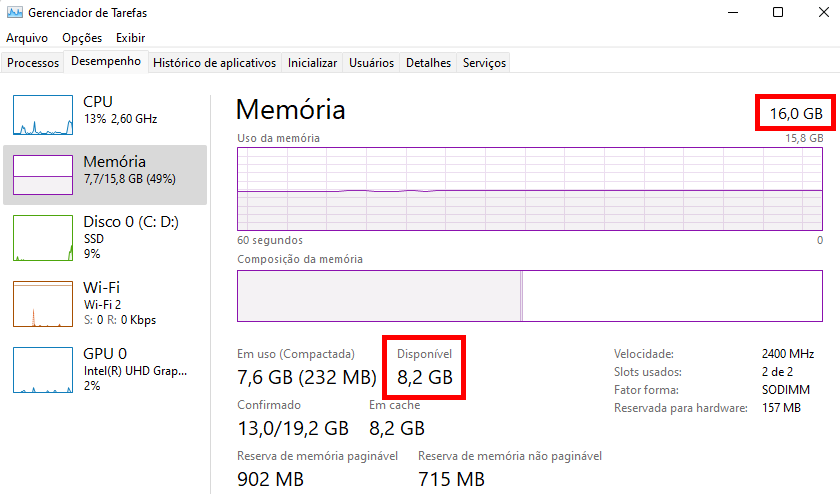 Gerenciador de Tarefas
Arquivo Opções Exibir
Processos Desempenho Histórico de aplicativos Inicializar Usuários Detalhes Serviços
CPU
13% 2,60 GHz
Memória
7,7/15,8 GB (49%)
Disco 0 (C: D:)
SSD
9%
Wi-Fi
Wi-Fi 2
S: 0 R: 0 Kbps
GPU 0
Intel(R) UHD Grap...
2%
Memória 16,0 GB
Uso da memória 15,8 GB
60 segundos 0
Composição da memória
Em uso (Compactada) Disponível
7,6 GB (232 MB) 8,2 GB
Confirmado Em cache
13,0/19,2 GB 8,2 GB
Reserva de memória paginável Reserva de memória não paginável
902 MB 715 MB
Velocidade: 2400 MHz
Slots usados: 2 de 2
Fator forma: SODIMM
Reservada para hardware: 157 MB